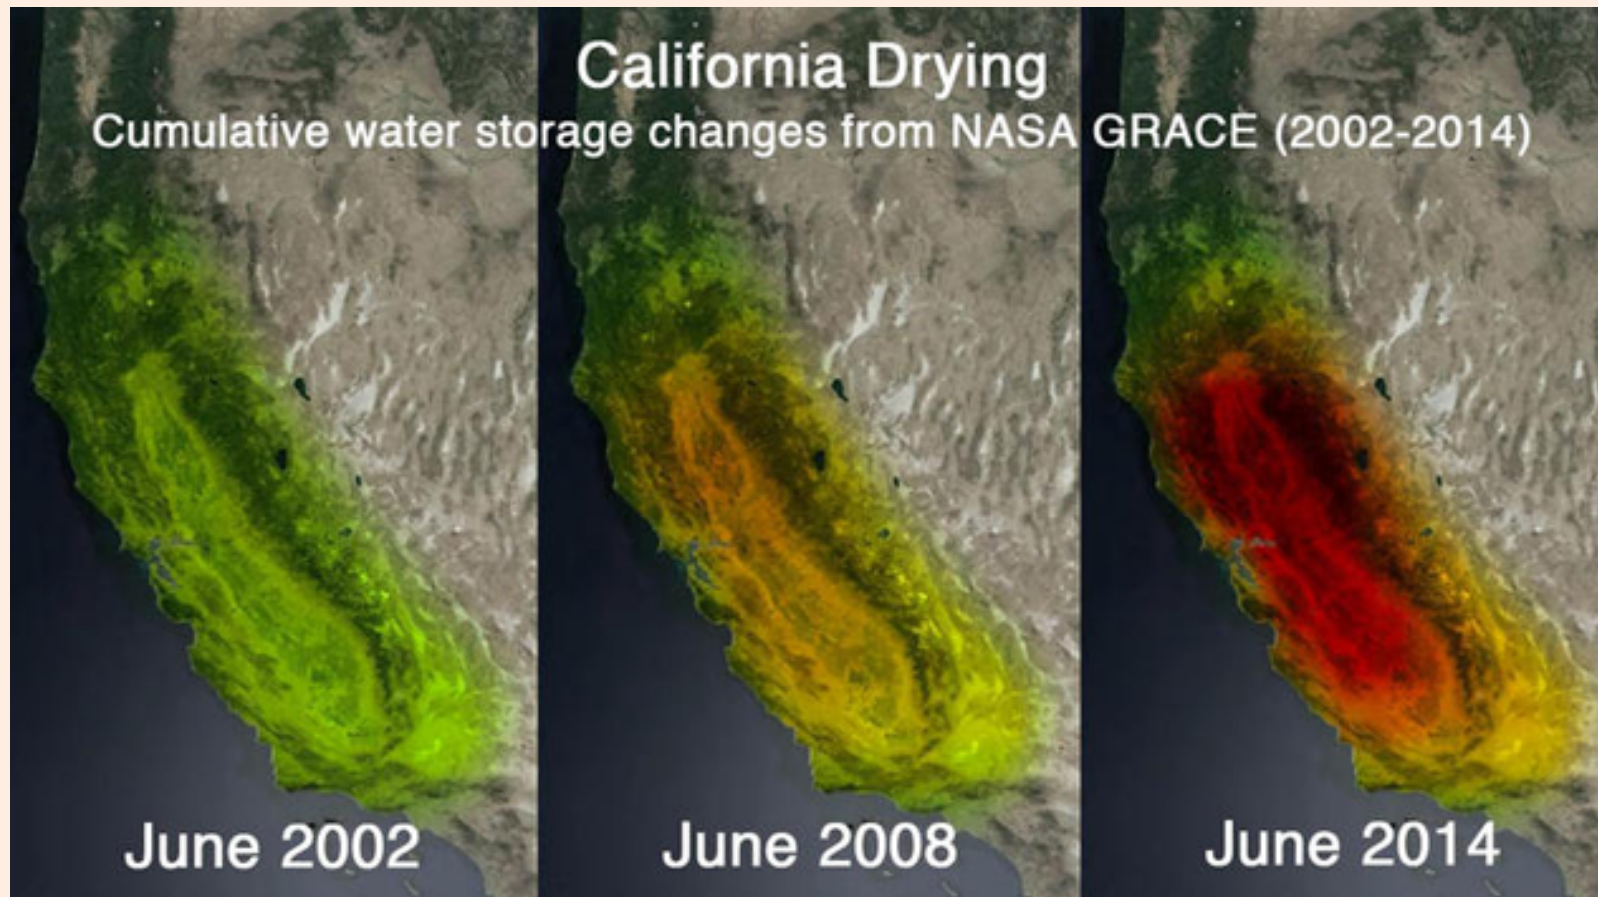 California Drying
Cumulative water storage changes from NASA GRACE (2002-2014)
June 2002
June 2008
June 2014